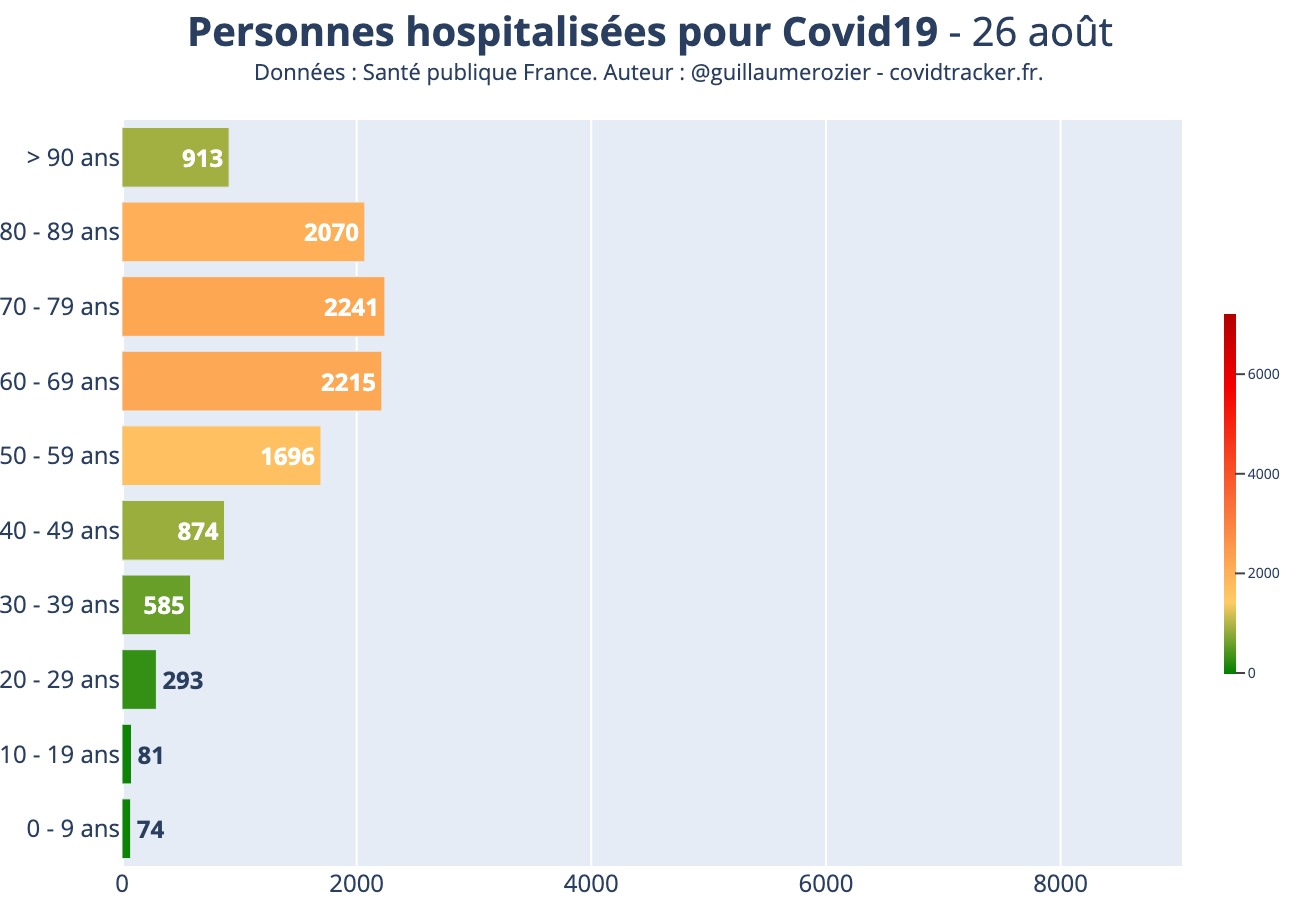 Personnes hospitalisées pour Covid19 - 26 août
Données : Santé publique France. Auteur : @guillaumerozier - covidtracker.fr.
> 90 ans 913
80 - 89 ans 2070
70 - 79 ans 2241
60 - 69 ans 2215
50 - 59 ans 1696
40 - 49 ans 874
30 - 39 ans 585
20 - 29 ans 293
10 - 19 ans 81
0 - 9 ans 74
0 2000 4000 6000 8000
6000
4000
2000
0